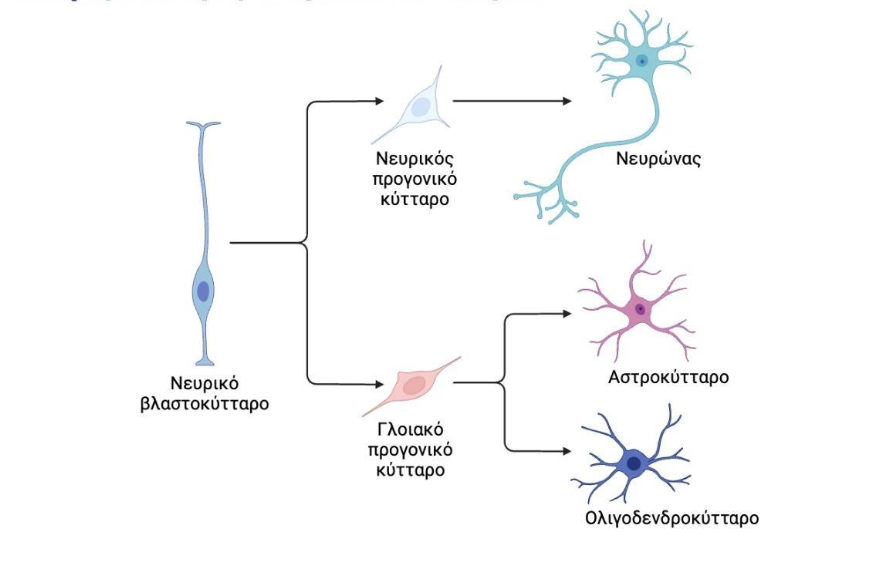 Νευρικός
προγονικό
κύτταρο
Νευρώνας
Νευρικό
βλαστοκύτταρο
Γλοιακό
προγονικό
κύτταρο
Αστροκύτταρο
Ολιγοδενδροκύτταρο